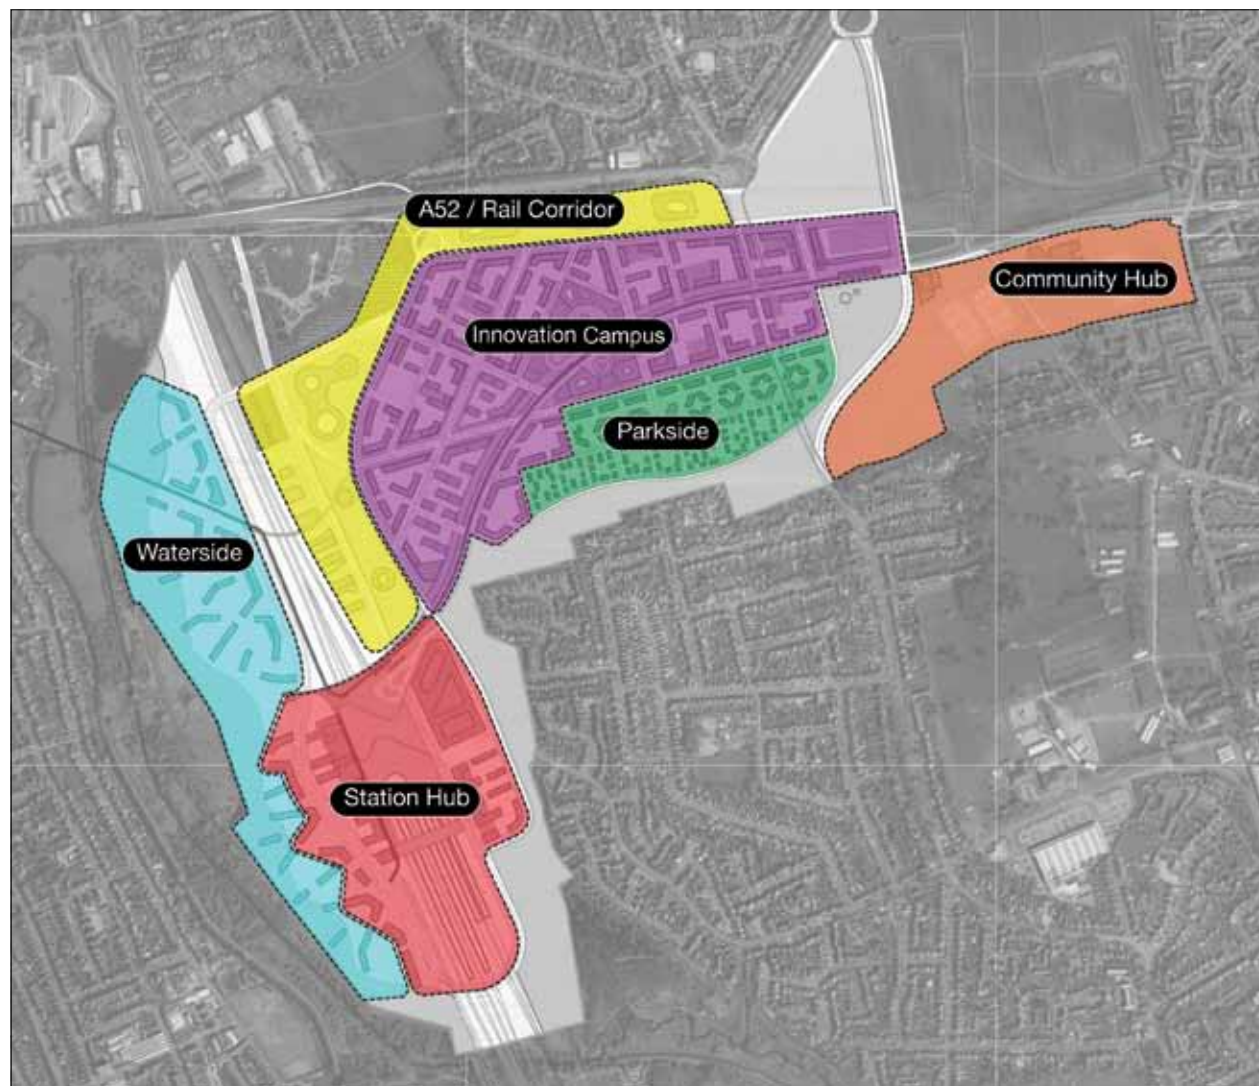 A52 / Rail Corridor
Community Hub
Innovation Campus
Parkside
Waterside
Station Hub